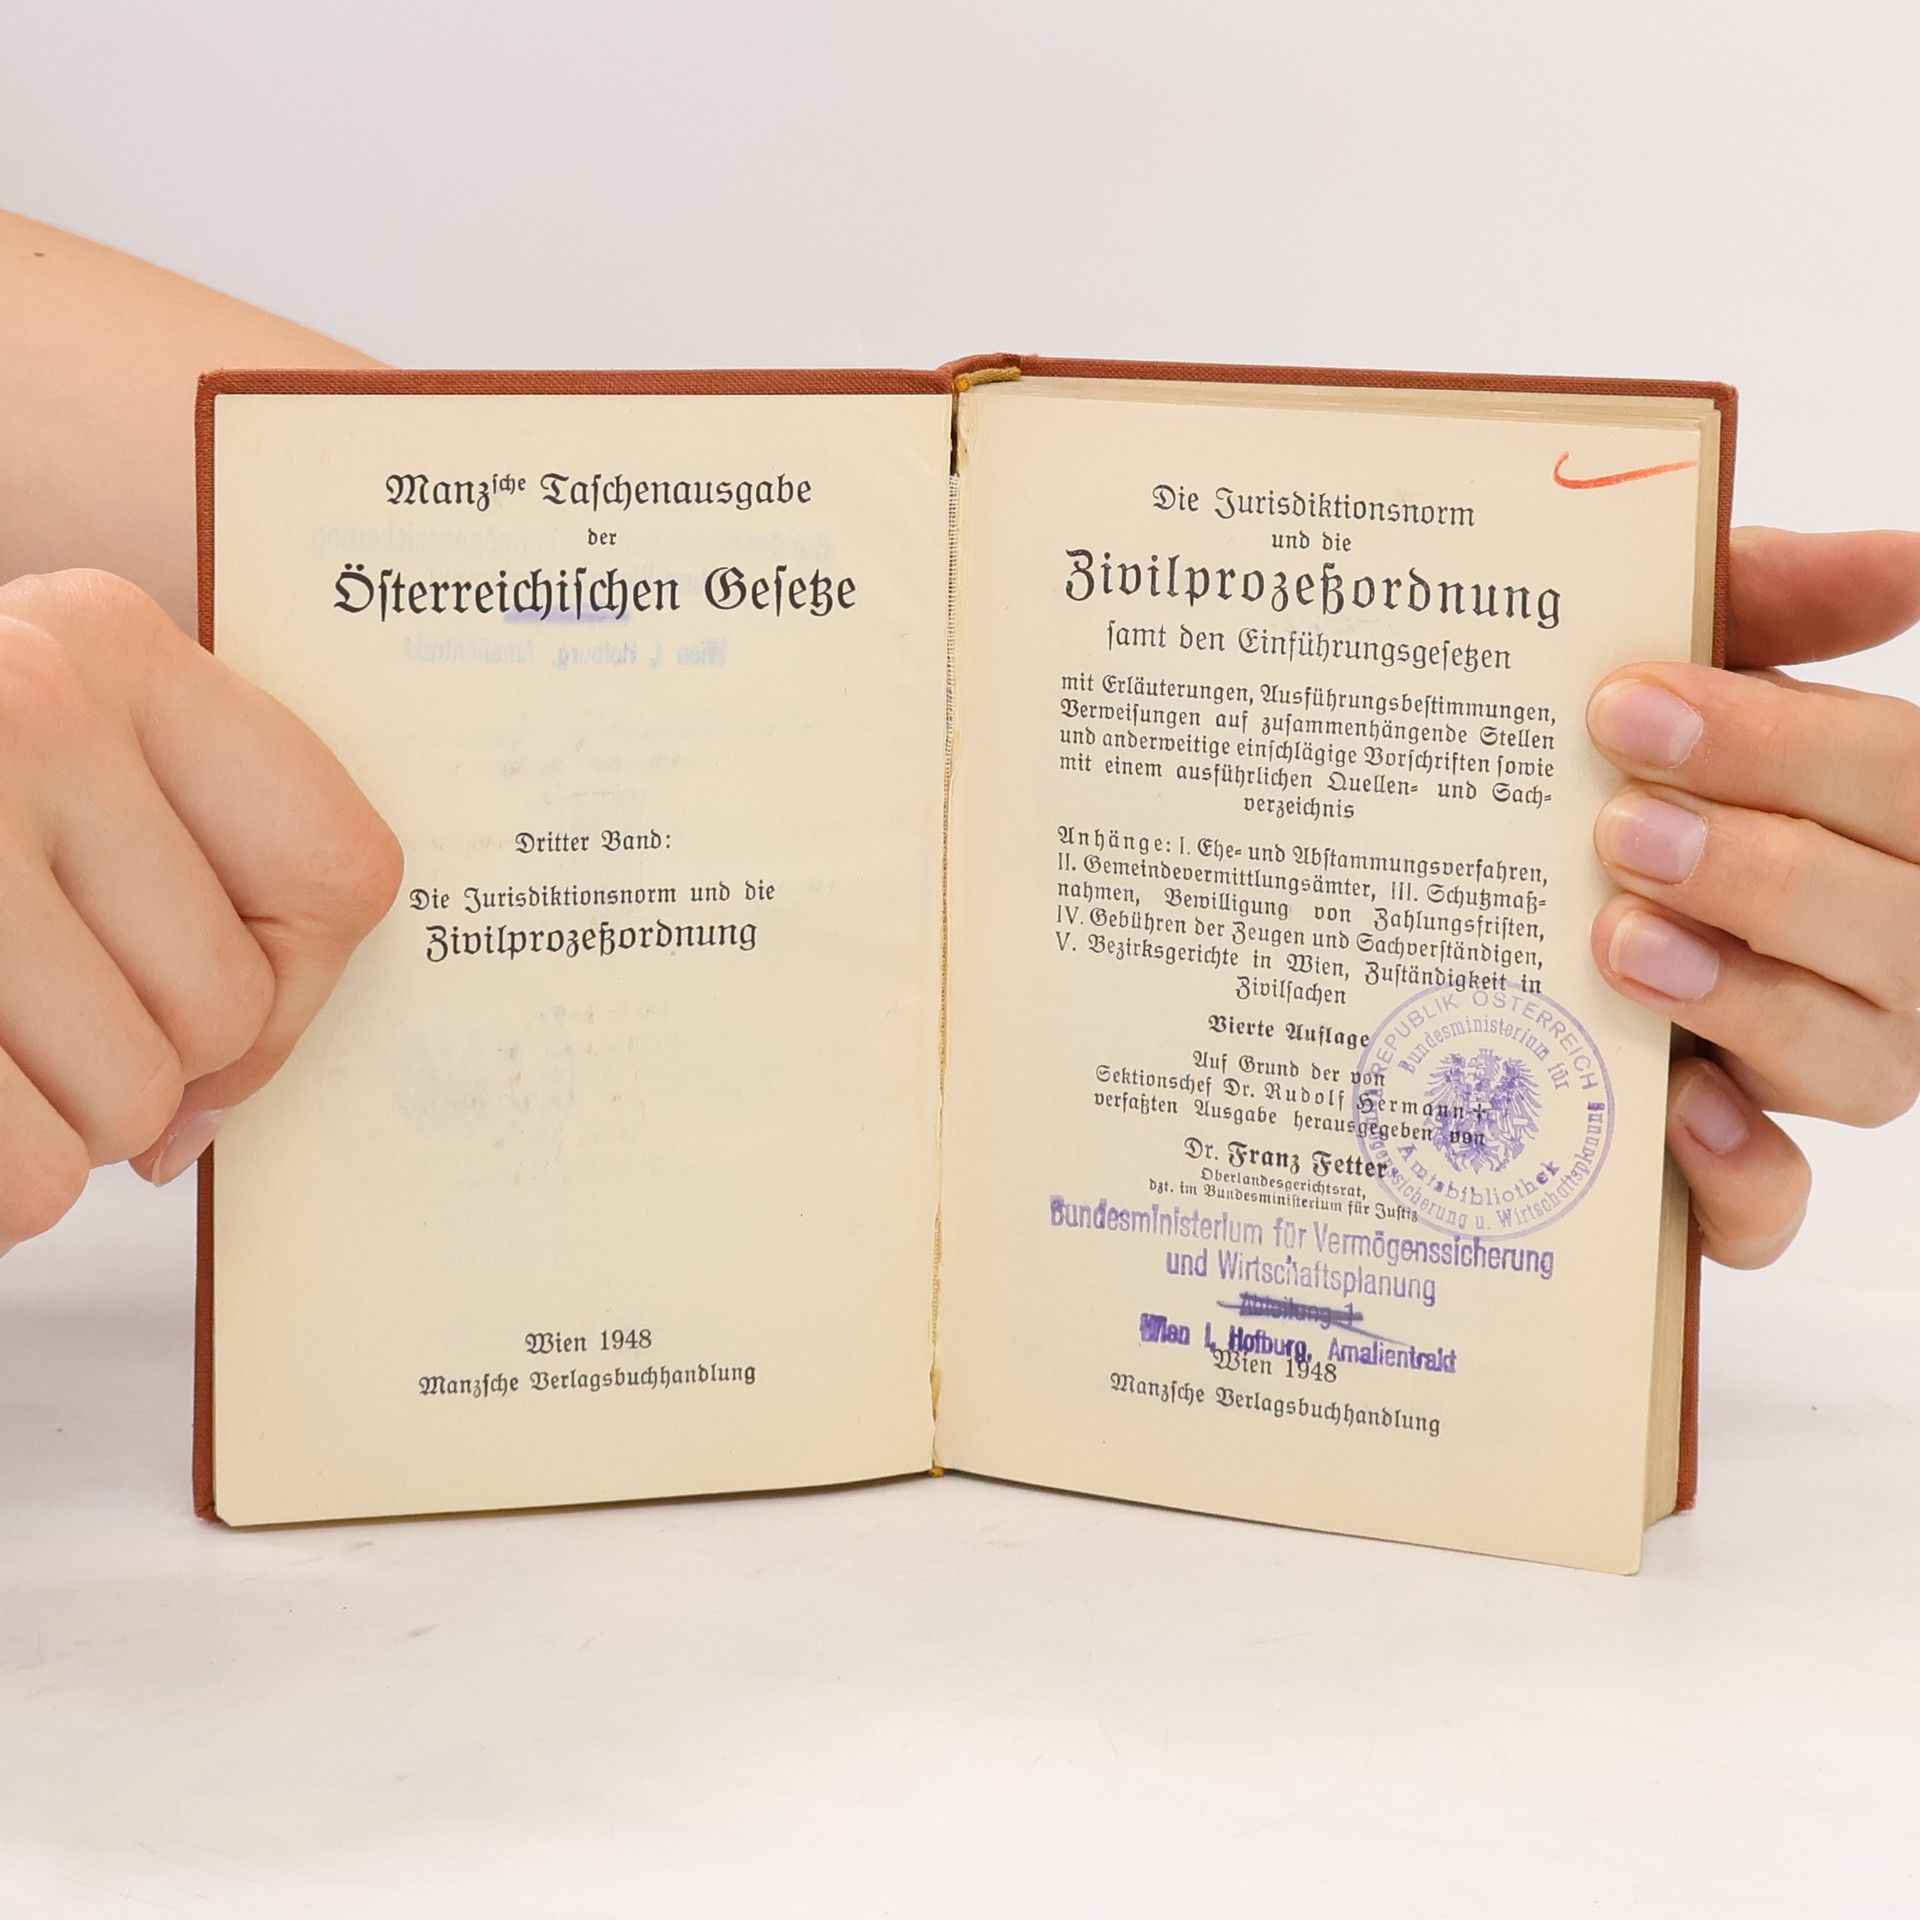 Manzsche Taschenausgabe
der
Österreichischen Gesetze
Dritter Band:
Die Jurisdiktionsnorm und die
Zivilprozeßordnung
Wien 1948
Manzsche Verlagsbuchhandlung
Die Jurisdiktionsnorm
und die
Zivilprozeßordnung
samt den Einführungsgesetzen
mit Erläuterungen, Ausführungsbestimmungen,
Verweisungen auf zusammenhängende Stellen
und anderweitige einschlägige Vorschriften sowie
mit einem ausführlichen Quellen- und Sach-
verzeichnis
Anhänge: I. Ehe- und Abstammungsverfahren,
II. Gemeindevermittlungsämter, III. Schutzmaß-
nahmen, Bewilligung von Zahlungsfristen,
IV. Gebühren der Zeugen und Sachverständigen,
V. Bezirksgerichte in Wien, Zuständigkeit in
Zivilsachen
Vierte Auflage
Auf Grund der von
Sektionschef Dr. Rudolf Hermann †
verfaßten Ausgabe herausgegeben von
Dr. Franz Fetter
Oberlandesgerichtsrat,
dzt. im Bundesministerium für Justiz
REPUBLIK ÖSTERREICH
Bundesministerium für
Vermögenssicherung u. Wirtschaftsplanung
Amtsbibliothek
Bundesministerium für Vermögenssicherung
und Wirtschaftsplanung
Abteilung 1
Wien I, Hofburg, Amalientrakt
Wien 1948
Manzsche Verlagsbuchhandlung